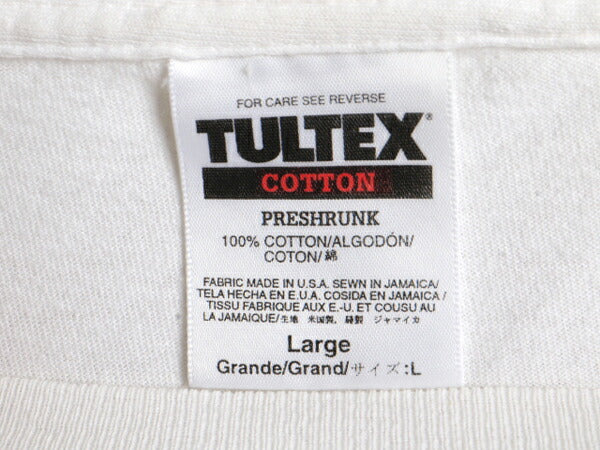 FOR CARE SEE REVERSE
TULTEX®
COTTON
PRESHRUNK
100% COTTON/ALGODÓN/
COTON/綿
FABRIC MADE IN U.S.A. SEWN IN JAMAICA/
TELA HECHA EN E.U.A. COSIDA EN JAMAICA/
TISSU FABRIQUE AUX E.-U. ET COUSU AU
LA JAMAIQUE/生地 米国製, 縫製 ジャマイカ
Large
Grande/Grand/サイズ:L